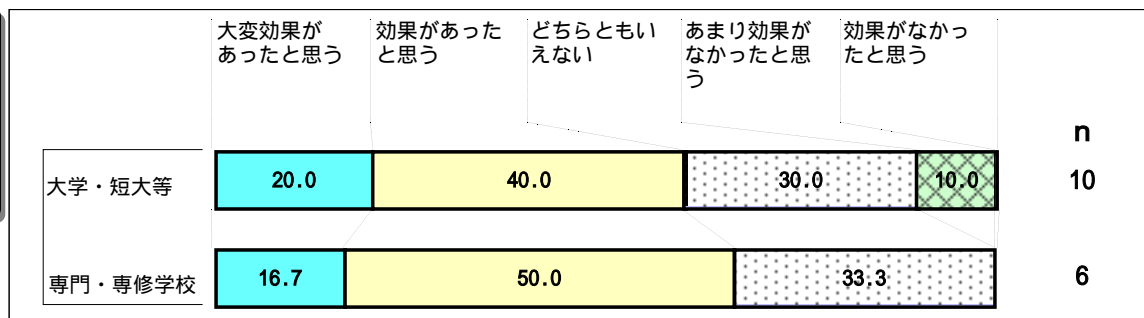 大変効果が
あったと思う
効果があった
と思う
どちらともい
えない
あまり効果が
なかったと思
う
効果がなかっ
たと思う
n
大学・短大等
20.0
40.0
30.0
10.0
10
専門・専修学校
16.7
50.0
33.3
6